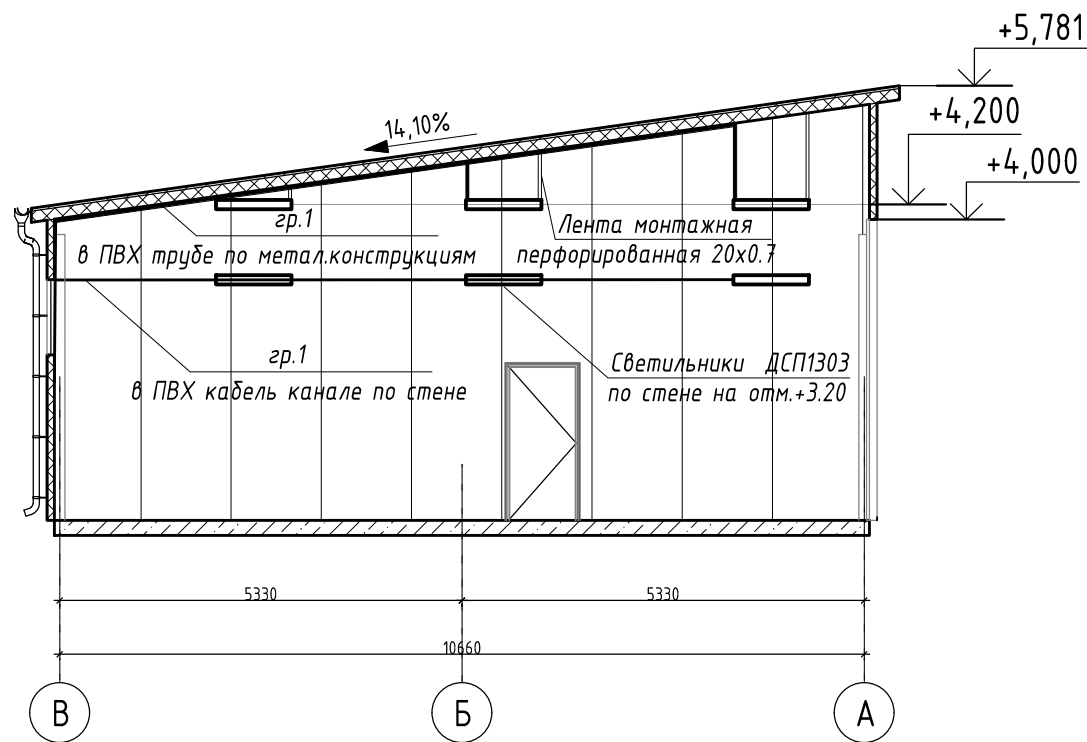 +5,781
+4,200
+4,000
14,10%
гр.1
в ПВХ трубе по метал.конструкциям
Лента монтажная
перфорированная 20х0.7
гр.1
в ПВХ кабель канале по стене
Светильники ДСП1303
по стене на отм.+3.20
5330
5330
10660
В
Б
А